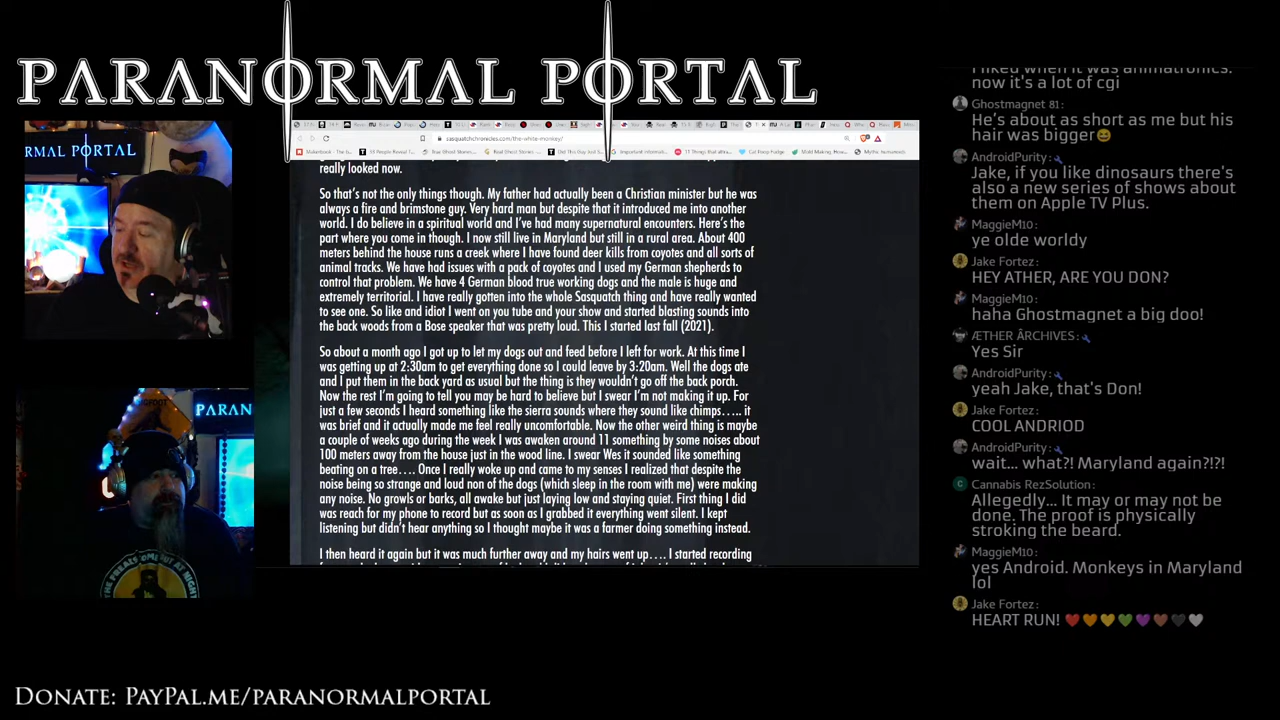 PARANORMAL PORTAL
RMAL PORTAL
PARAN
sasquatchchronicles.com/the-white-monkey/
really looked now.
So that's not the only things though. My father had actually been a Christian minister but he was
always a fire and brimstone guy. Very hard man but despite that it introduced me into another
world. I do believe in a spiritual world and I've had many supernatural encounters. Here's the
part where you come in though. I now still live in Maryland but still in a rural area. About 400
meters behind the house runs a creek where I have found deer kills from coyotes and all sorts of
animal tracks. We have had issues with a pack of coyotes and I used my German shepherds to
control that problem. We have 4 German blood true working dogs and the male is huge and
extremely territorial. I have really gotten into the whole Sasquatch thing and have really wanted
to see one. So like and idiot I went on you tube and your show and started blasting sounds into
the back woods from a Bose speaker that was pretty loud. This I started last fall (2021).
So about a month ago I got up to let my dogs out and feed before I left for work. At this time I
was getting up at 2:30am to get everything done so I could leave by 3:20am. Well the dogs ate
and I put them in the back yard as usual but the thing is they wouldn't go off the back porch.
Now the rest I'm going to tell you may be hard to believe but I swear I'm not making it up. For
just a few seconds I heard something like the sierra sounds where they sound like chimps….. it
was brief and it actually made me feel really uncomfortable. Now the other weird thing is maybe
a couple of weeks ago during the week I was awaken around 11 something by some noises about
100 meters away from the house just in the wood line. I swear Wes it sounded like something
beating on a tree…. Once I really woke up and came to my senses I realized that despite the
noise being so strange and loud non of the dogs (which sleep in the room with me) were making
any noise. No growls or barks, all awake but just laying low and staying quiet. First thing I did
was reach for my phone to record but as soon as I grabbed it everything went silent. I kept
listening but didn't hear anything so I thought maybe it was a farmer doing something instead.
I then heard it again but it was much further away and my hairs went up…. I started recording
I liked when it was animatronics.
now it's a lot of cgi
Ghostmagnet 81:
He's about as short as me but his
hair was bigger😆
AndroidPurity:
Jake, if you like dinosaurs there's
also a new series of shows about
them on Apple TV Plus.
MaggieM10:
ye olde worldy
Jake Fortez:
HEY ATHER, ARE YOU DON?
MaggieM10:
haha Ghostmagnet a big doo!
ÆTHER ÂRCHIVES:
Yes Sir
AndroidPurity:
yeah Jake, that's Don!
Jake Fortez:
COOL ANDRIOD
AndroidPurity:
wait... what?! Maryland again?!?!
Cannabis RezSolution:
Allegedly... It may or may not be
done. The proof is physically
stroking the beard.
MaggieM10:
yes Android. Monkeys in Maryland
lol
Jake Fortez:
HEART RUN! ❤️🧡💛💚💜🤎🖤🤍
DONATE: PAYPAL.ME/PARANORMALPORTAL